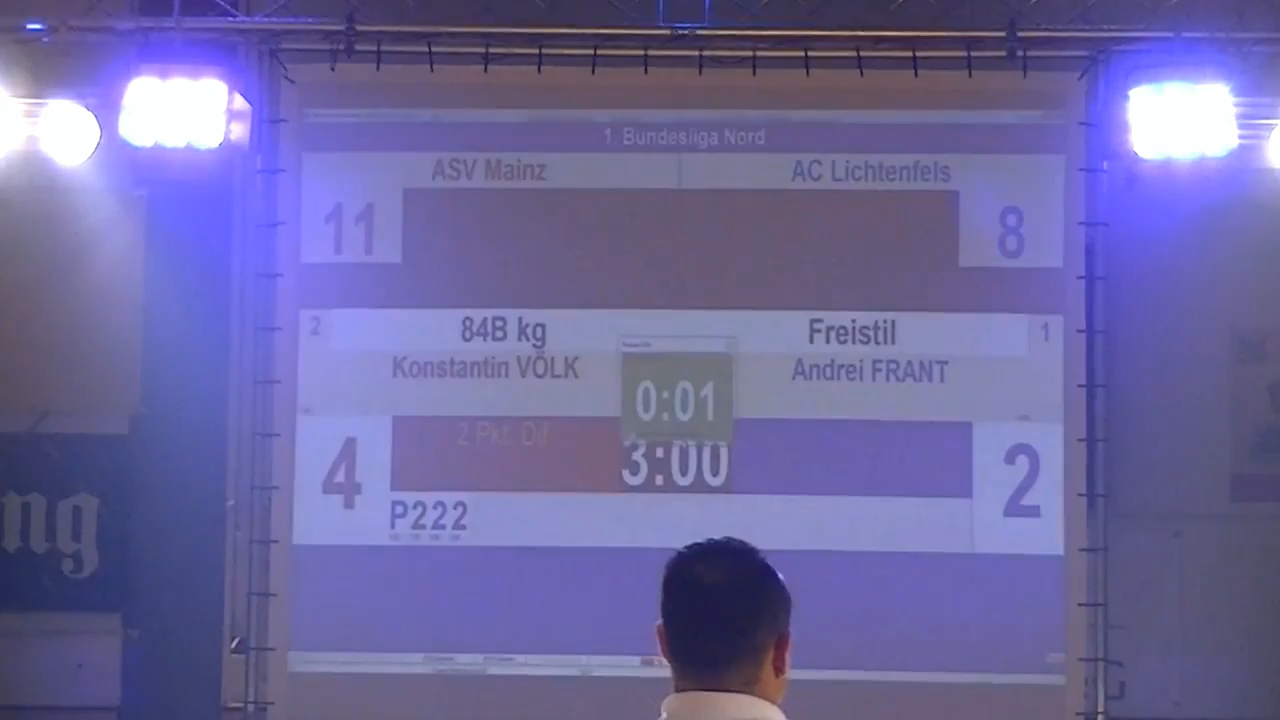 1. Bundesliga Nord
ASV Mainz
AC Lichtenfels
11
8
2
84B kg
Freistil
1
Konstantin VÖLK
Andrei FRANT
0:01
2 Pkt. Dif
3:00
4
2
P222
ng